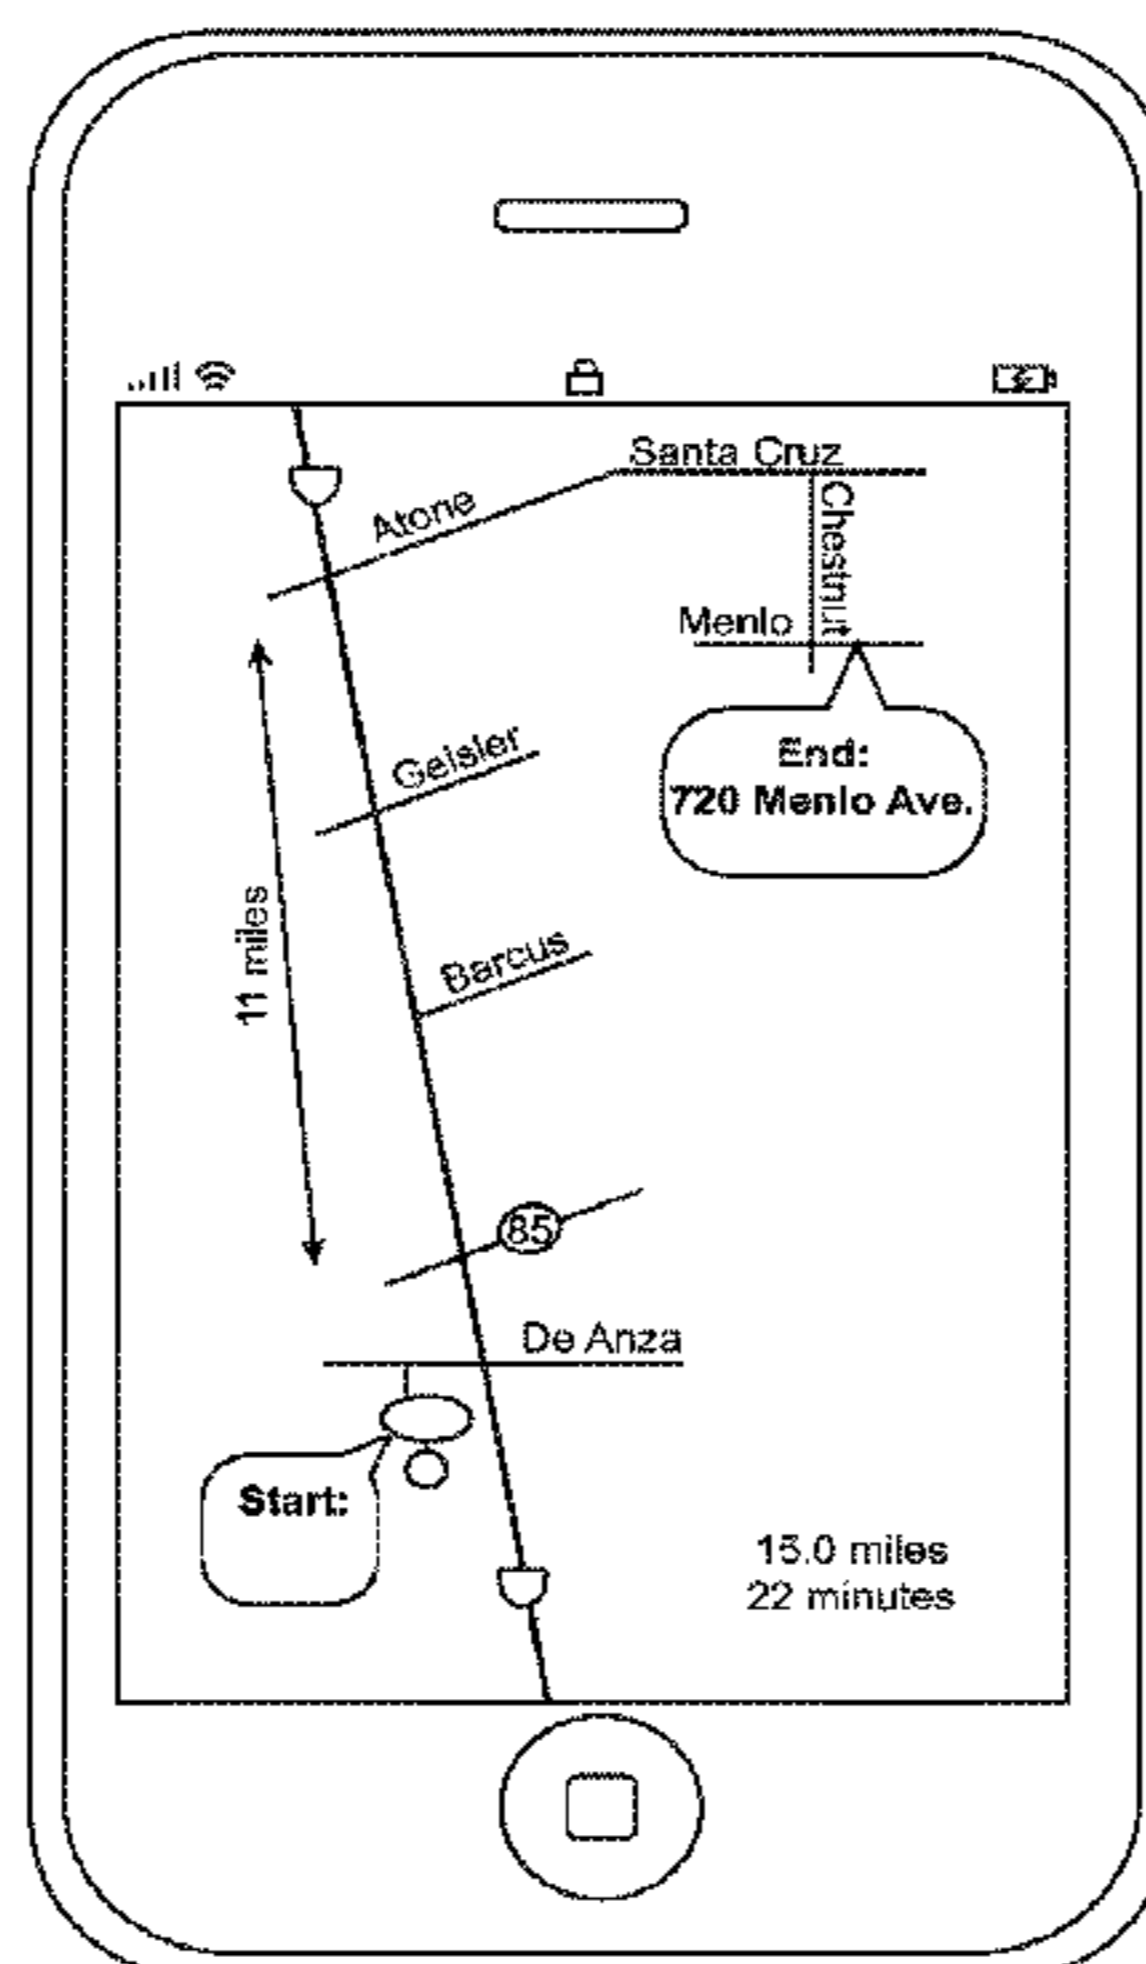 Santa Cruz
Atone
Chestnut
Menlo
Geisler
End:
720 Menlo Ave.
11 miles
Barcus
85
De Anza
Start:
15.0 miles
22 minutes